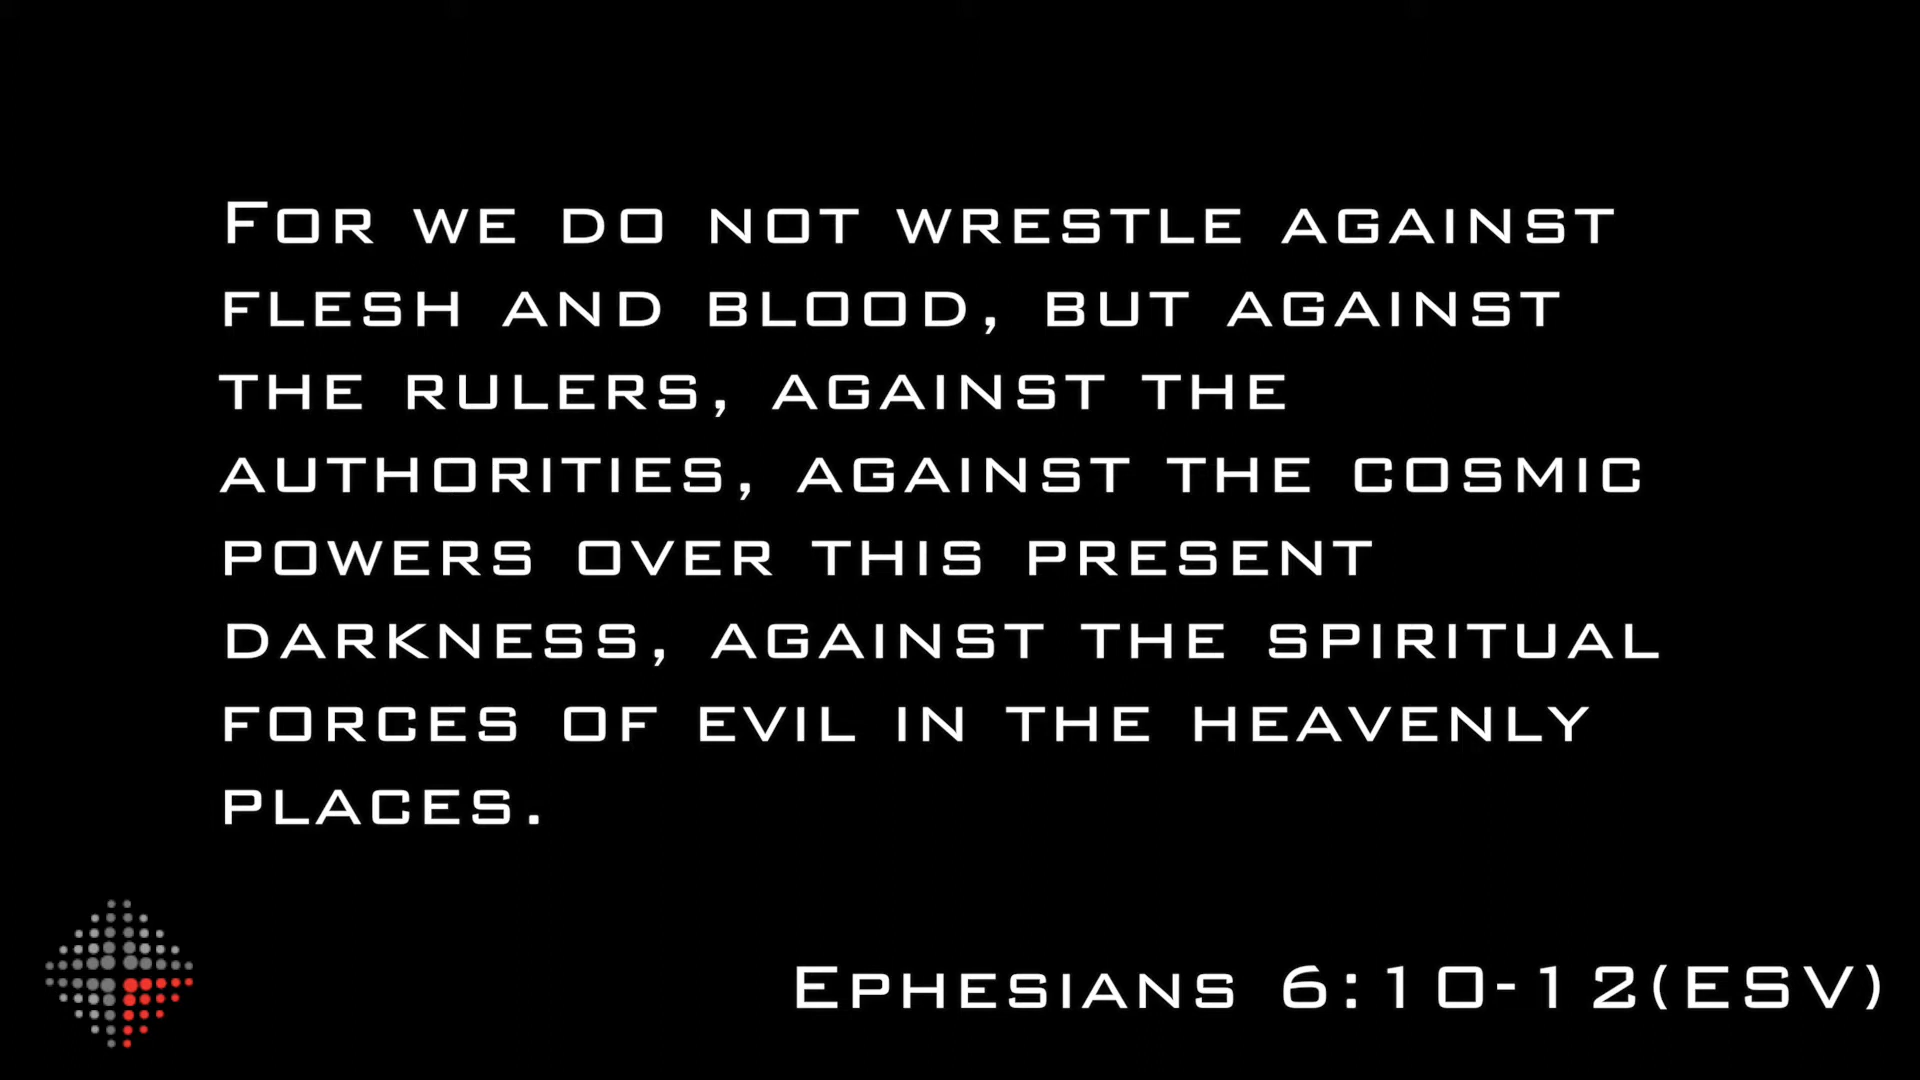 For we do not wrestle against
flesh and blood, but against
the rulers, against the
authorities, against the cosmic
powers over this present
darkness, against the spiritual
forces of evil in the heavenly
places.
Ephesians 6:10-12(ESV)